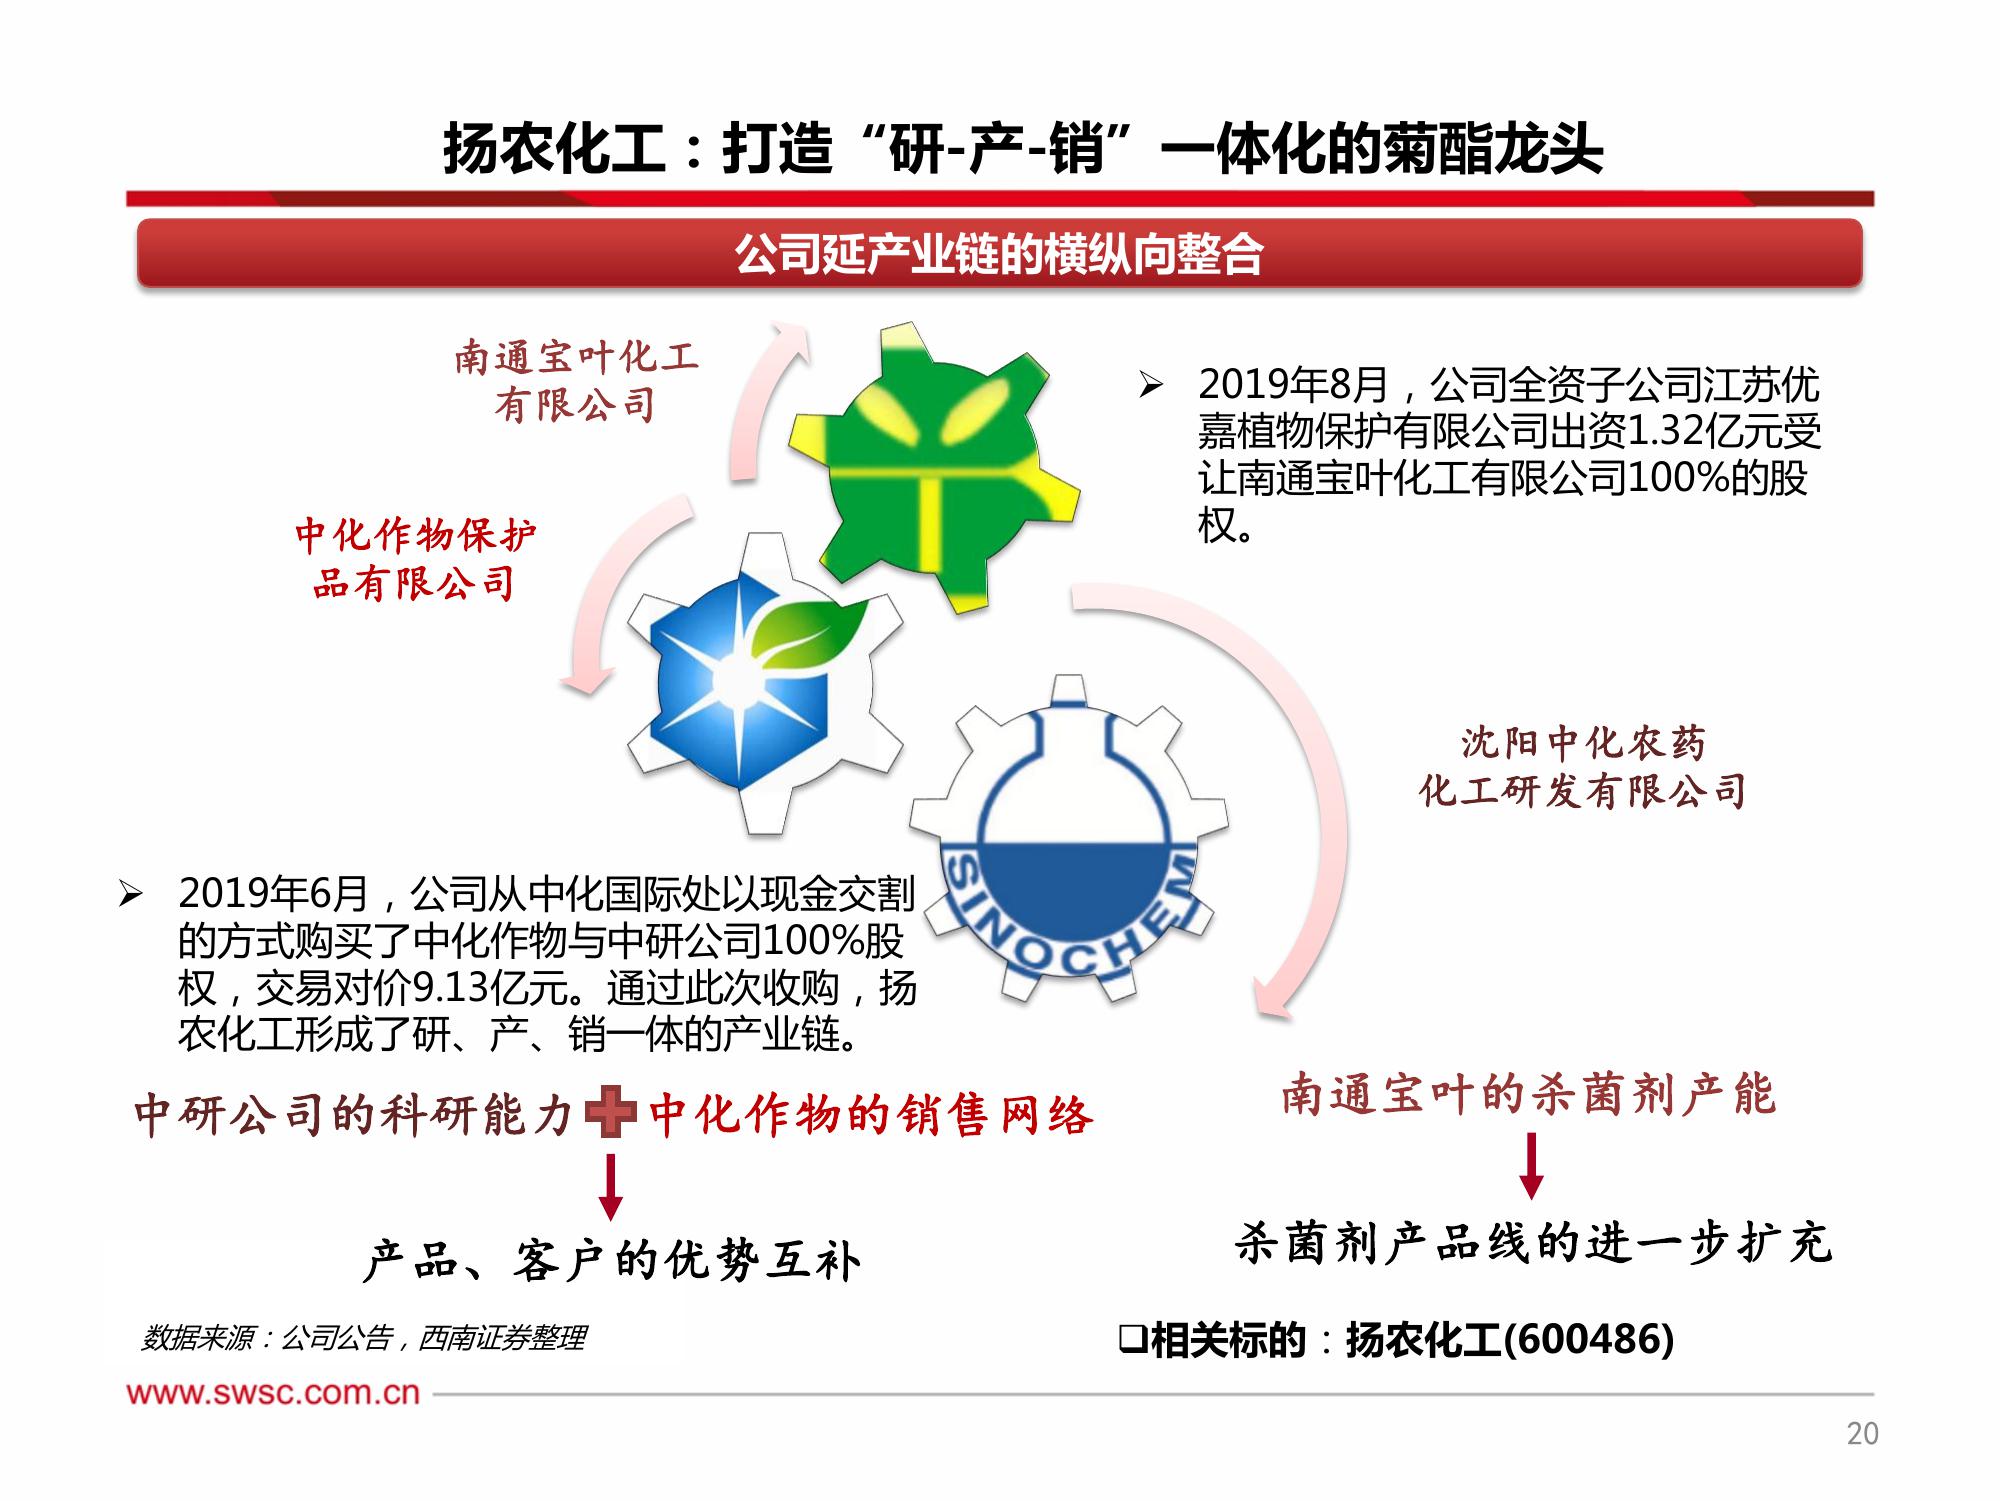 扬农化工：打造“研-产-销”一体化的菊酯龙头
公司延产业链的横纵向整合
南通宝叶化工
有限公司
2019年8月，公司全资子公司江苏优
嘉植物保护有限公司出资1.32亿元受
让南通宝叶化工有限公司100%的股
权。
中化作物保护
品有限公司
沈阳中化农药
化工研发有限公司
SINOCHEM
2019年6月，公司从中化国际处以现金交割
的方式购买了中化作物与中研公司100%股
权，交易对价9.13亿元。通过此次收购，扬
农化工形成了研、产、销一体的产业链。
中研公司的科研能力 中化作物的销售网络
产品、客户的优势互补
南通宝叶的杀菌剂产能
杀菌剂产品线的进一步扩充
数据来源：公司公告，西南证券整理
❑相关标的：扬农化工(600486)
www.swsc.com.cn
20